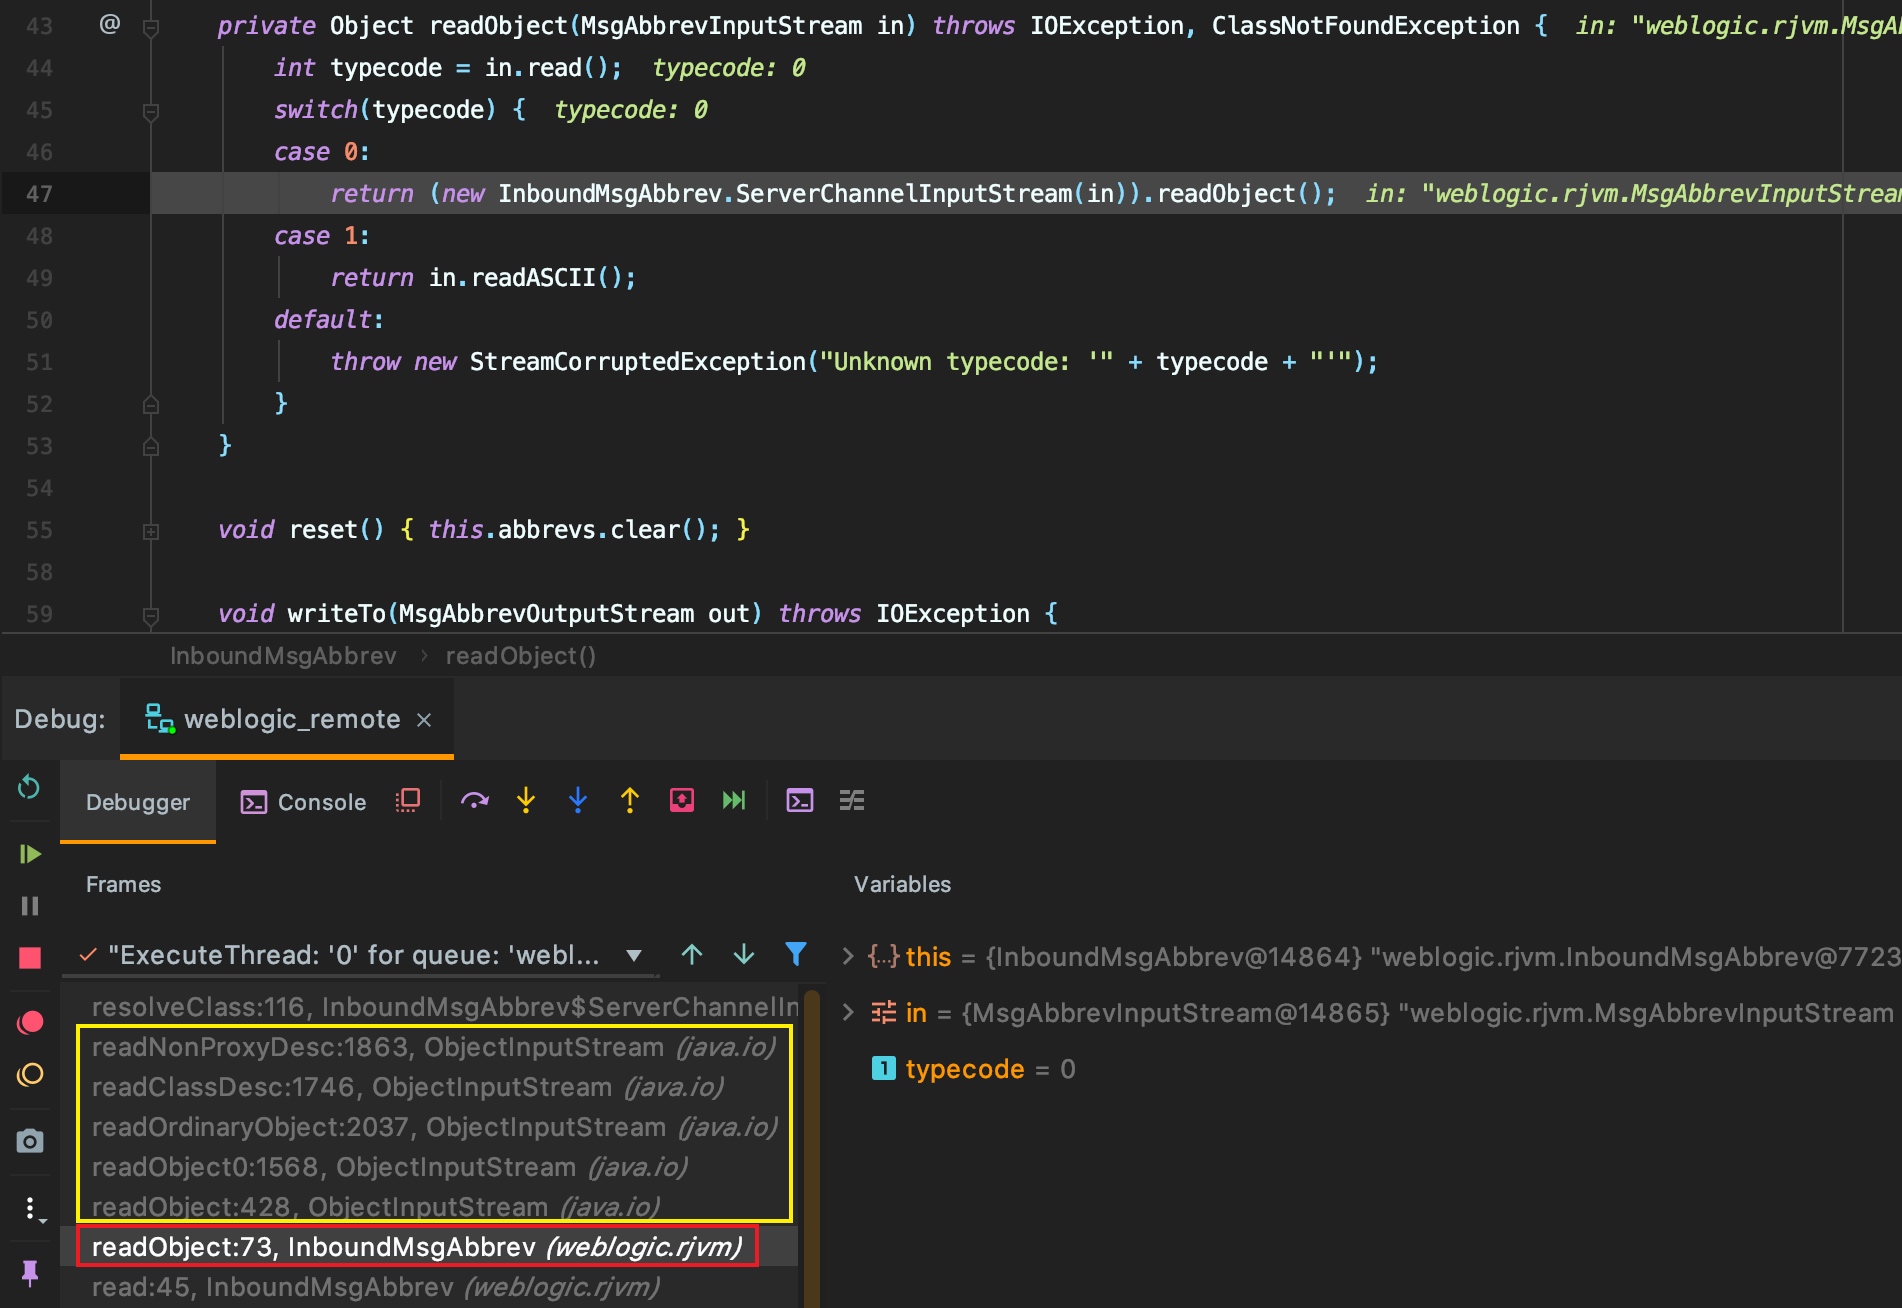 43 @ private Object readObject(MsgAbbrevInputStream in) throws IOException, ClassNotFoundException { in: "weblogic.rjvm.MsgAb
44 int typecode = in.read(); typecode: 0
45 switch(typecode) { typecode: 0
46 case 0:
47 return (new InboundMsgAbbrev.ServerChannelInputStream(in)).readObject(); in: "weblogic.rjvm.MsgAbbrevInputStream
48 case 1:
49 return in.readASCII();
50 default:
51 throw new StreamCorruptedException("Unknown typecode: '" + typecode + "'");
52 }
53 }
54
55 void reset() { this.abbrevs.clear(); }
58
59 void writeTo(MsgAbbrevOutputStream out) throws IOException {
InboundMsgAbbrev › readObject()
Debug: weblogic_remote ×
Debugger Console
Frames Variables
"ExecuteThread: '0' for queue: 'webl...
this = {InboundMsgAbbrev@14864} "weblogic.rjvm.InboundMsgAbbrev@7723
in = {MsgAbbrevInputStream@14865} "weblogic.rjvm.MsgAbbrevInputStream
1 typecode = 0
resolveClass:116, InboundMsgAbbrev$ServerChannelIn
readNonProxyDesc:1863, ObjectInputStream (java.io)
readClassDesc:1746, ObjectInputStream (java.io)
readOrdinaryObject:2037, ObjectInputStream (java.io)
readObject0:1568, ObjectInputStream (java.io)
readObject:428, ObjectInputStream (java.io)
readObject:73, InboundMsgAbbrev (weblogic.rjvm)
read:45, InboundMsgAbbrev (weblogic.rjvm)